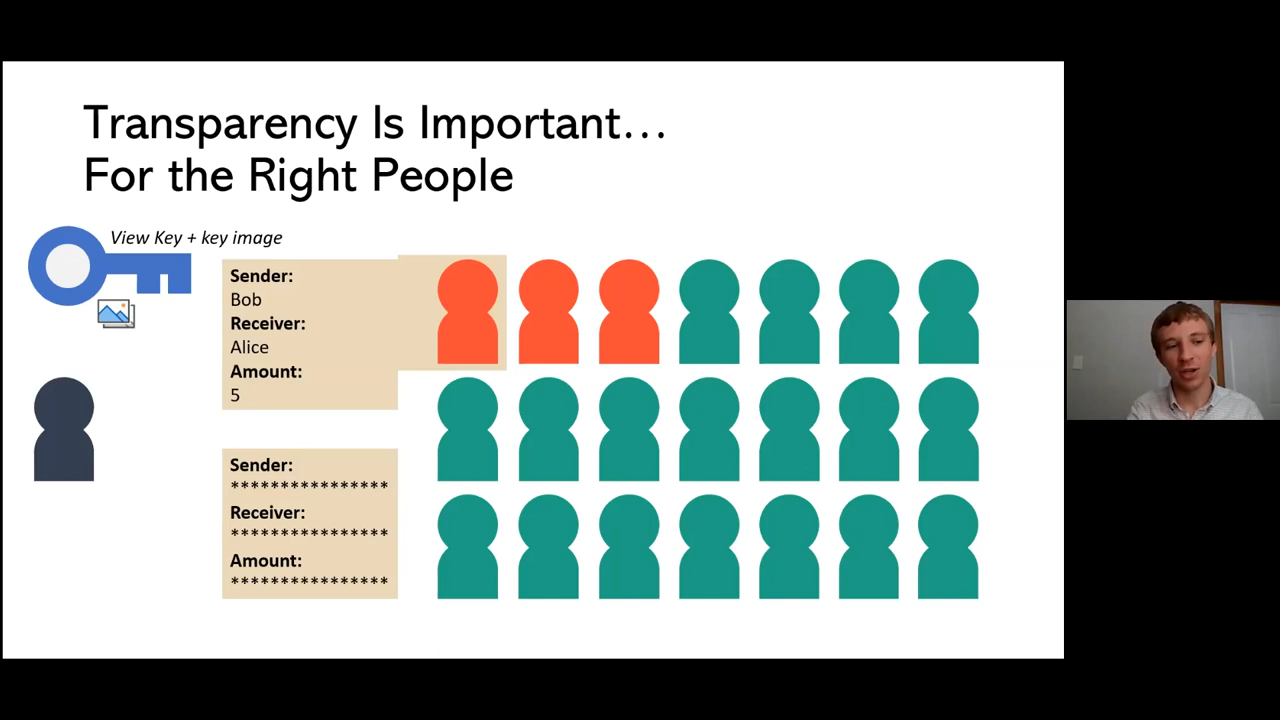 Transparency Is Important…
For the Right People
View Key + key image
Sender:
Bob
Receiver:
Alice
Amount:
5
Sender:
****************
Receiver:
****************
Amount:
****************